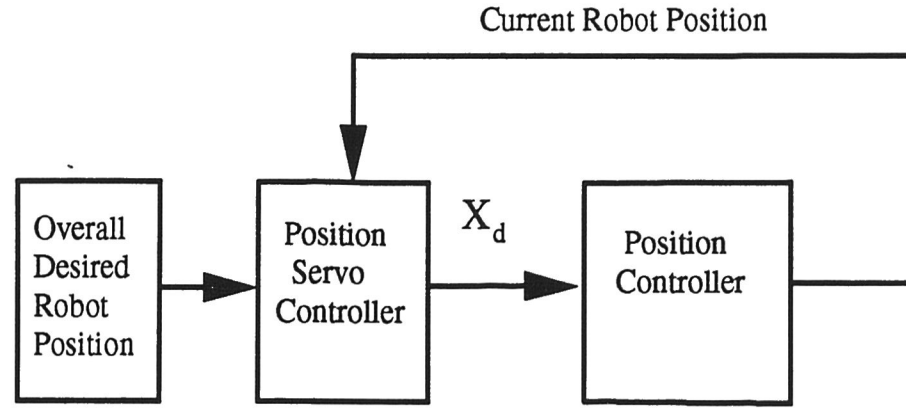 Current Robot Position
Overall
Desired
Robot
Position
Position
Servo
Controller
X_d
Position
Controller